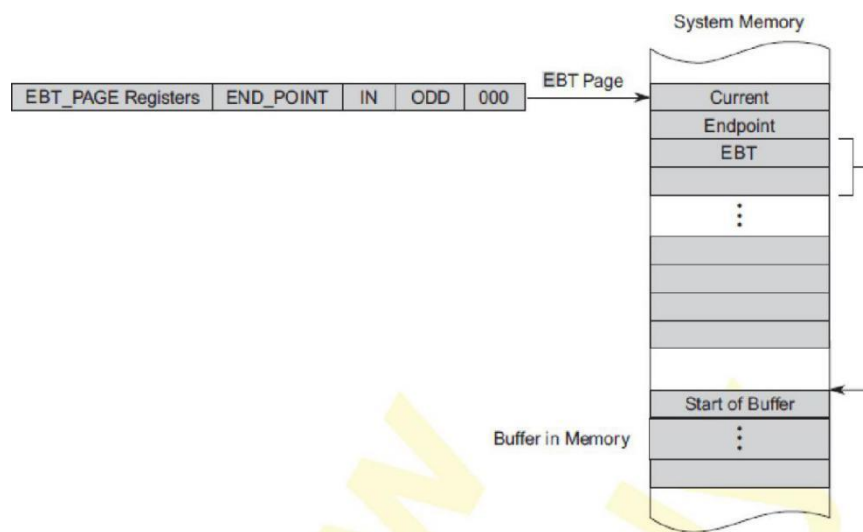 System Memory
EBT_PAGE Registers END_POINT IN ODD 000
EBT Page
Current
Endpoint
EBT
Start of Buffer
Buffer in Memory